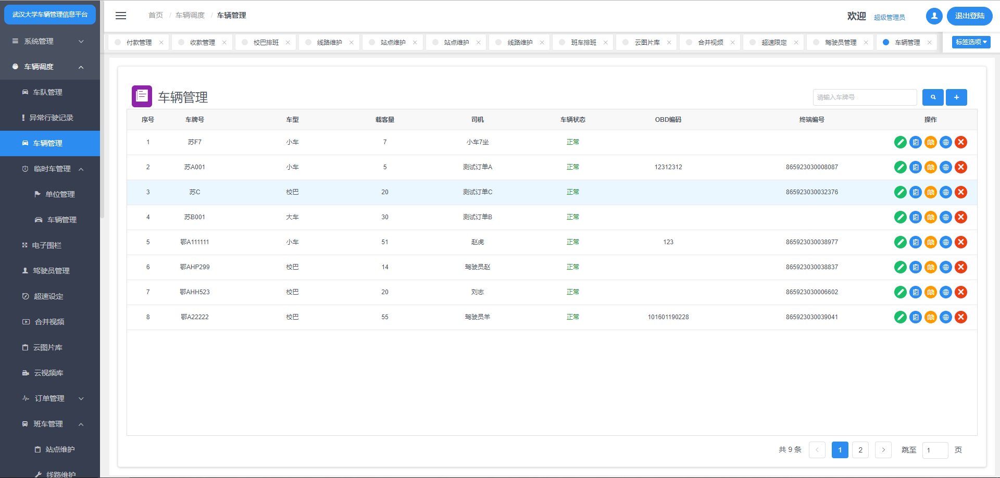 武汉大学车辆管理信息平台
系统管理
车辆调度
车队管理
异常行驶记录
车辆管理
临时车管理
单位管理
车辆管理
电子围栏
驾驶员管理
超速设定
合并视频
云图片库
云视频库
订单管理
班车管理
站点维护
线路维护
首页 / 车辆调度 / 车辆管理
欢迎 超级管理员 退出登陆
付款管理 收款管理 校巴排班 线路维护 站点维护 站点维护 线路维护 班车排班 云图片库 合并视频 超速限定 驾驶员管理 车辆管理 标签选项
车辆管理
请输入车牌号
序号 车牌号 车型 载客量 司机 车辆状态 OBD编码 终端编号 操作
1 苏F7 小车 7 小车7坐 正常
2 苏A001 小车 5 测试订单A 正常 12312312 865923030008087
3 苏C 校巴 20 测试订单C 正常 865923030032376
4 苏B001 大车 30 测试订单B 正常
5 鄂A111111 小车 51 赵虎 正常 123 865923030038977
6 鄂AHP299 校巴 14 驾驶员赵 正常 865923030038837
7 鄂AHH523 校巴 20 刘志 正常 865923030006602
8 鄂A22222 校巴 55 驾驶员羊 正常 101601190228 865923030039041
共 9 条 < 1 2 > 跳至 1 页